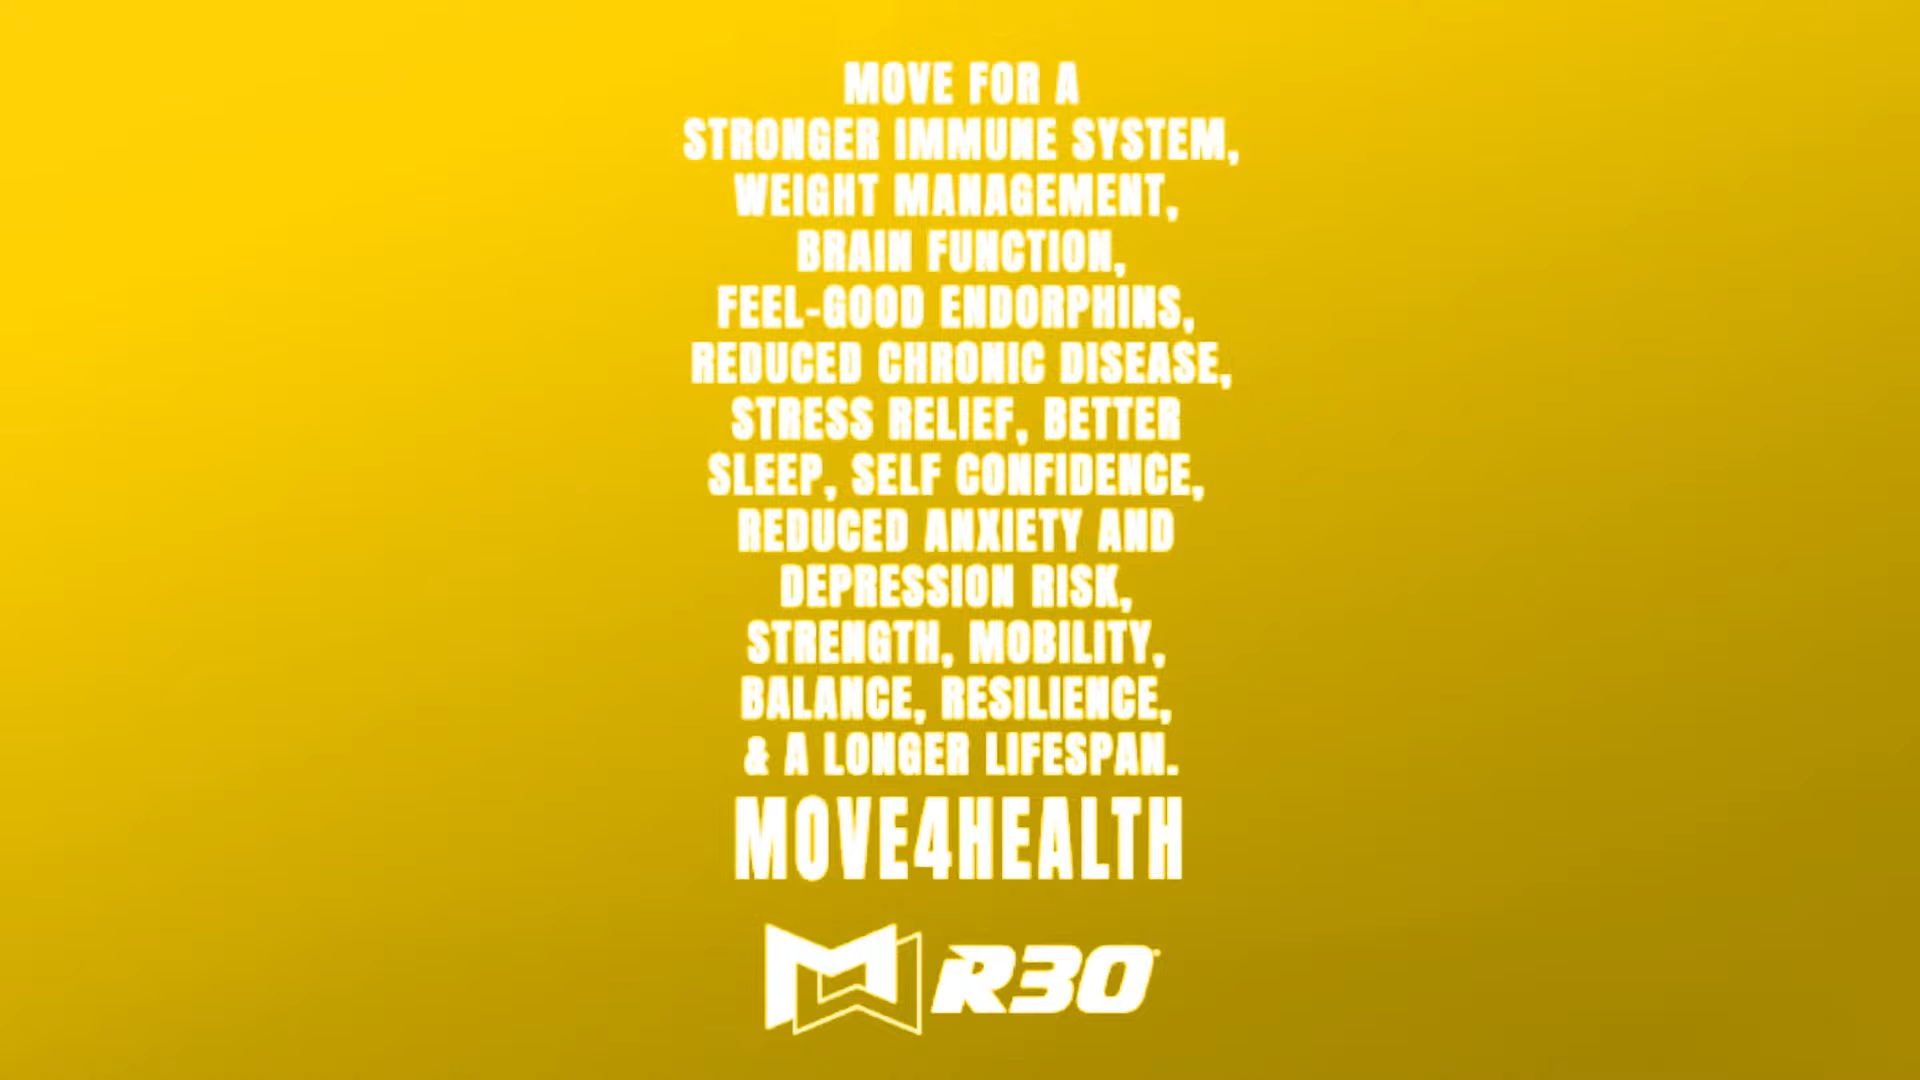 MOVE FOR A
STRONGER IMMUNE SYSTEM,
WEIGHT MANAGEMENT,
BRAIN FUNCTION,
FEEL-GOOD ENDORPHINS,
REDUCED CHRONIC DISEASE,
STRESS RELIEF, BETTER
SLEEP, SELF CONFIDENCE,
REDUCED ANXIETY AND
DEPRESSION RISK,
STRENGTH, MOBILITY,
BALANCE, RESILIENCE,
& A LONGER LIFESPAN.
MOVE4HEALTH
R30